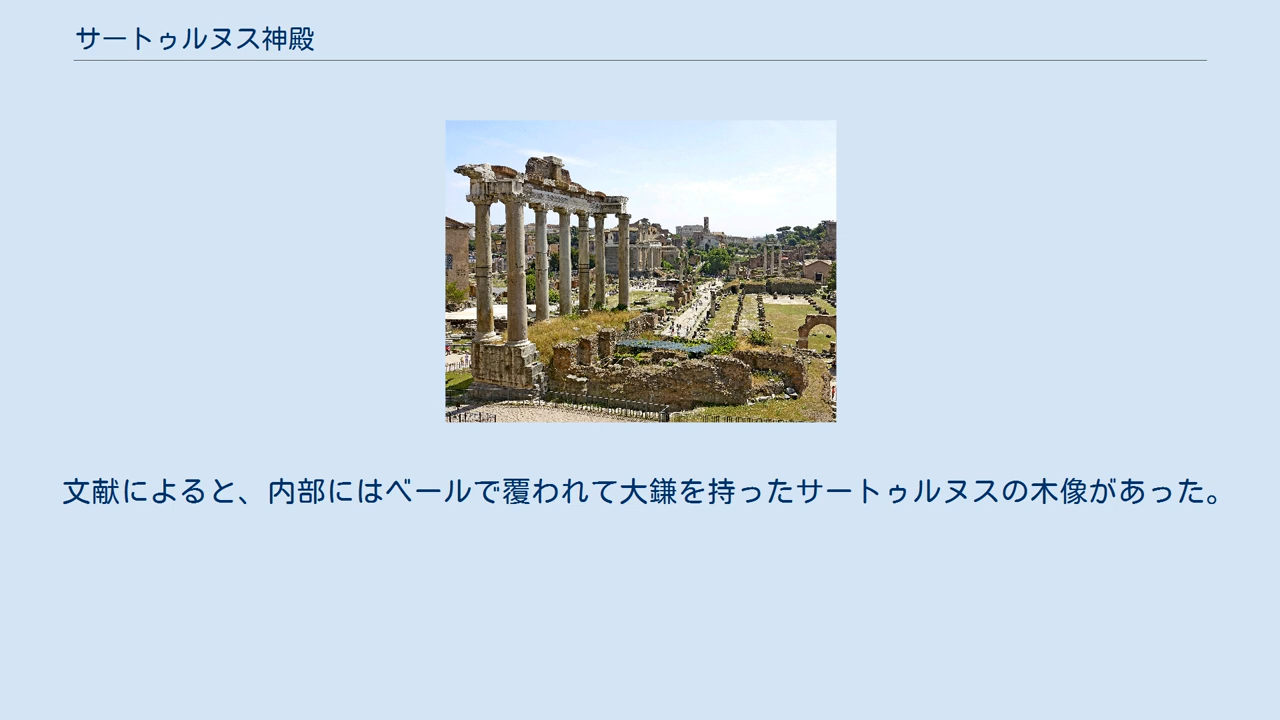 サートゥルヌス神殿
文献によると、内部にはベールで覆われて大鎌を持ったサートゥルヌスの木像があった。